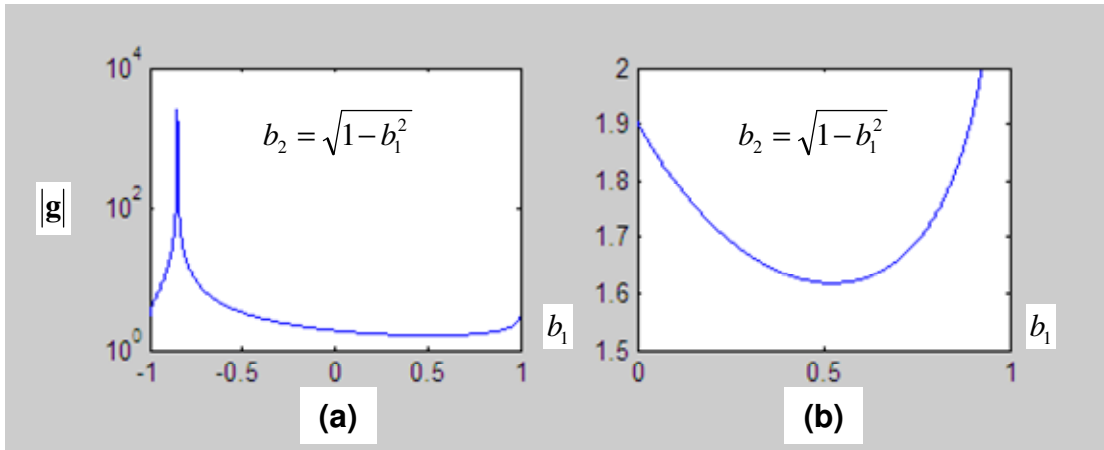 |g|
10^4
10^2
10^0
b_2 = \sqrt{1 - b_1^2}
-1 -0.5 0 0.5 1
b_1
(a)
2
1.9
1.8
1.7
1.6
1.5
b_2 = \sqrt{1 - b_1^2}
0 0.5 1
b_1
(b)